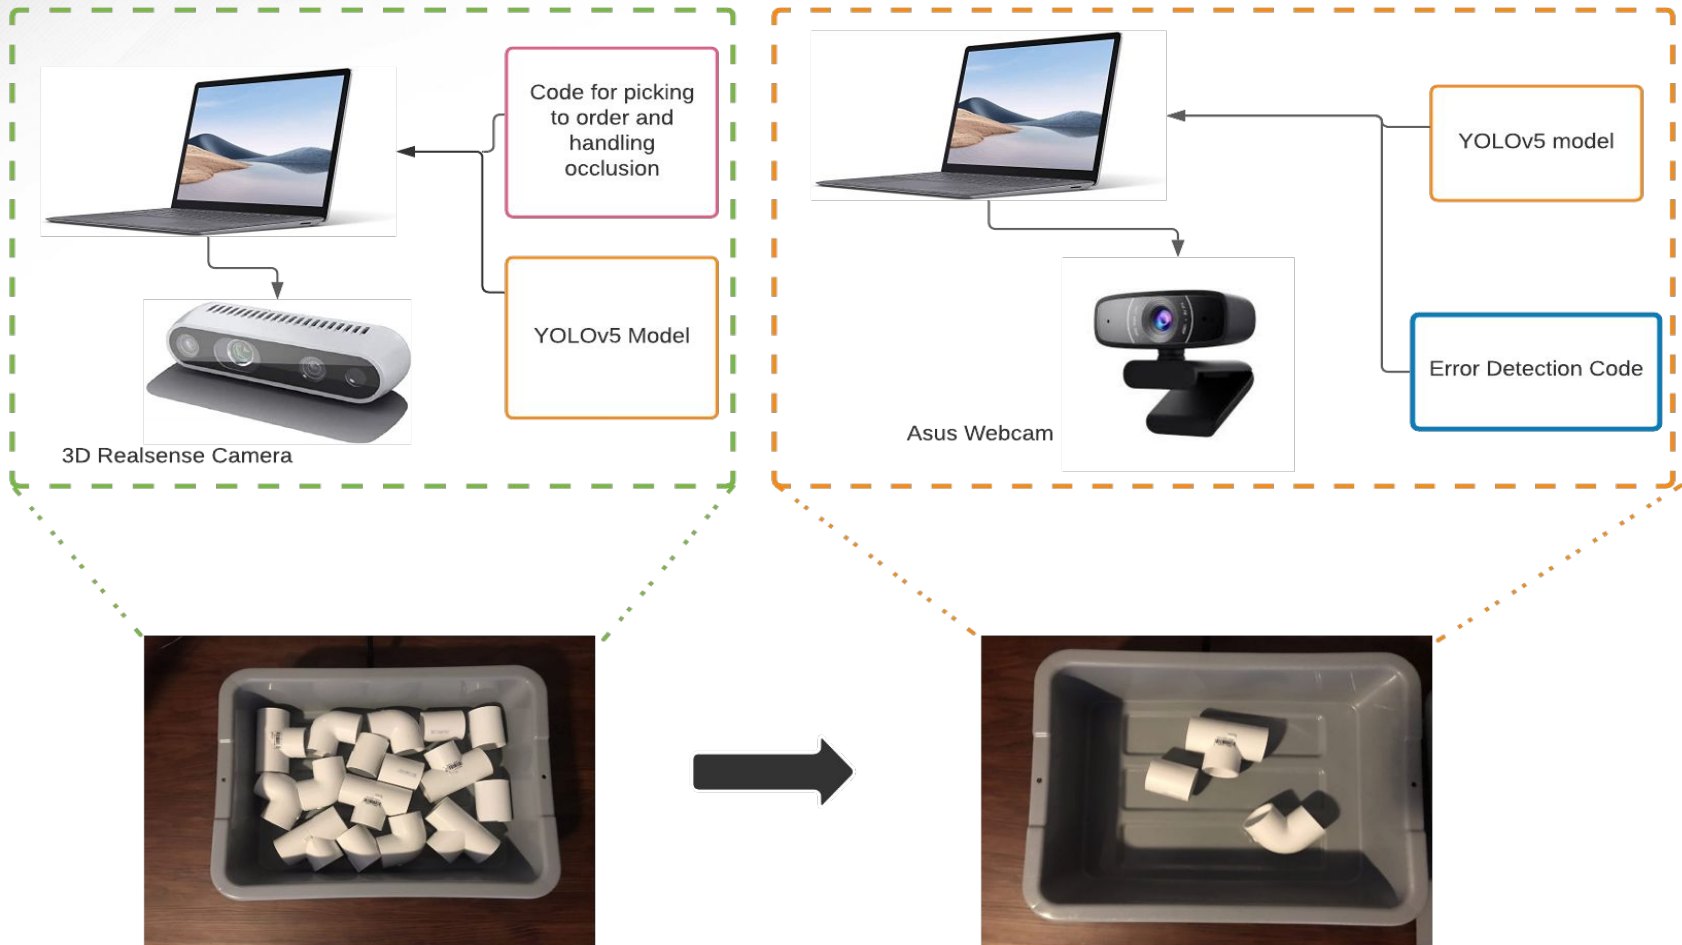 Code for picking
to order and
handling
occlusion
YOLOv5 Model
3D Realsense Camera
YOLOv5 model
Error Detection Code
Asus Webcam